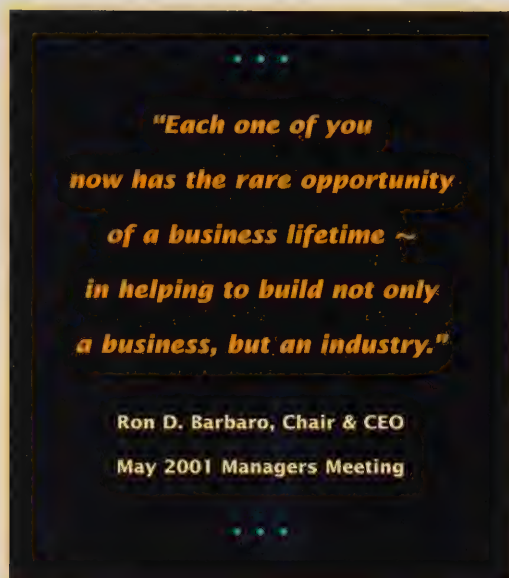 "Each one of you
now has the rare opportunity
of a business lifetime ~
in helping to build not only
a business, but an industry."
Ron D. Barbaro, Chair & CEO
May 2001 Managers Meeting